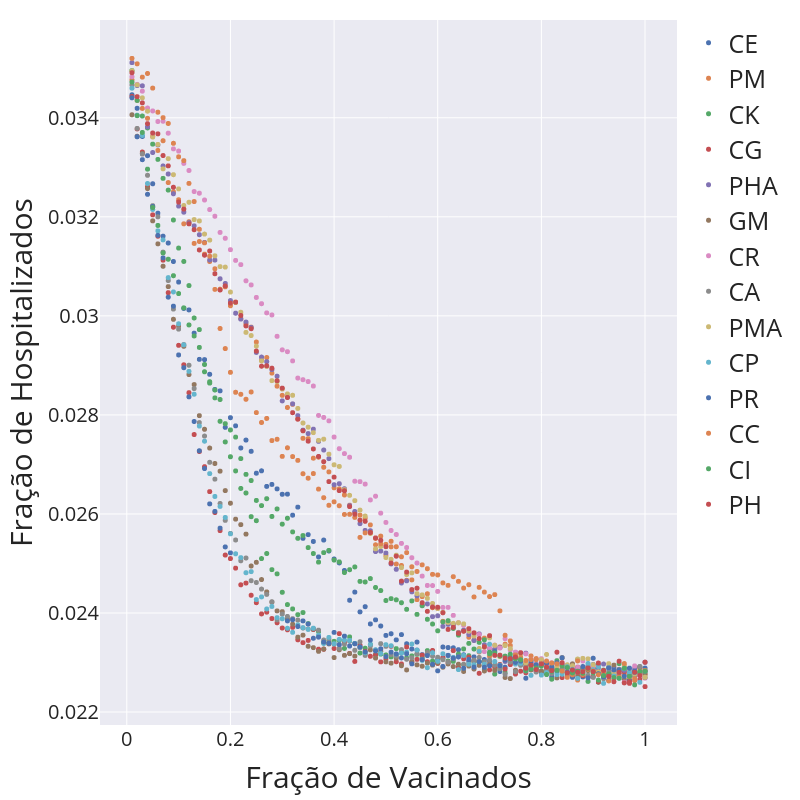 Fração de Hospitalizados
0.034
0.032
0.03
0.028
0.026
0.024
0.022
0
0.2
0.4
0.6
0.8
1
Fração de Vacinados
CE
PM
CK
CG
PHA
GM
CR
CA
PMA
CP
PR
CC
CI
PH